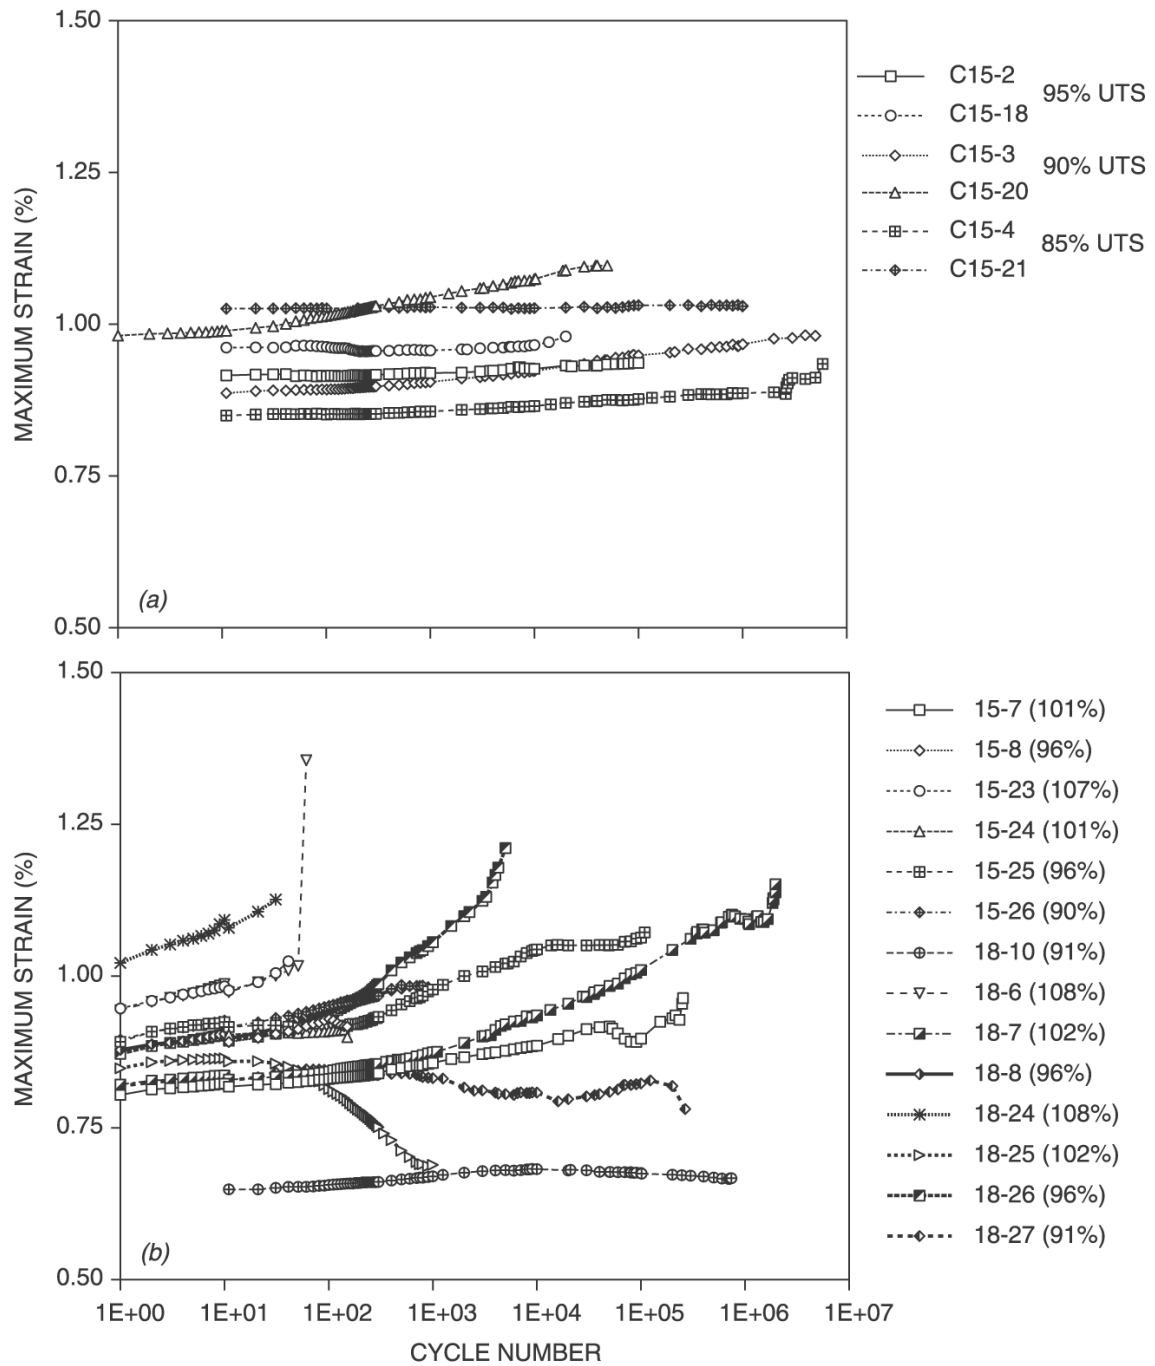 1.50
1.25
1.00
0.75
0.50
MAXIMUM STRAIN (%)
(a)
C15-2
C15-18
95% UTS
C15-3
C15-20
90% UTS
C15-4
C15-21
85% UTS
1.50
1.25
1.00
0.75
0.50
MAXIMUM STRAIN (%)
(b)
1E+00 1E+01 1E+02 1E+03 1E+04 1E+05 1E+06 1E+07
CYCLE NUMBER
15-7 (101%)
15-8 (96%)
15-23 (107%)
15-24 (101%)
15-25 (96%)
15-26 (90%)
18-10 (91%)
18-6 (108%)
18-7 (102%)
18-8 (96%)
18-24 (108%)
18-25 (102%)
18-26 (96%)
18-27 (91%)